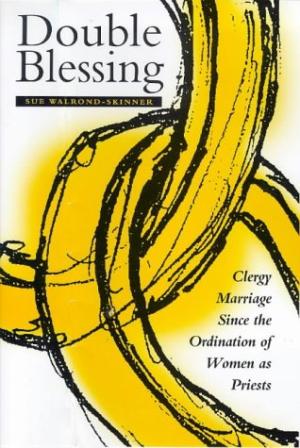 Double
Blessing
SUE WALROND-SKINNER
Clergy
Marriage
Since the
Ordination of
Women as
Priests